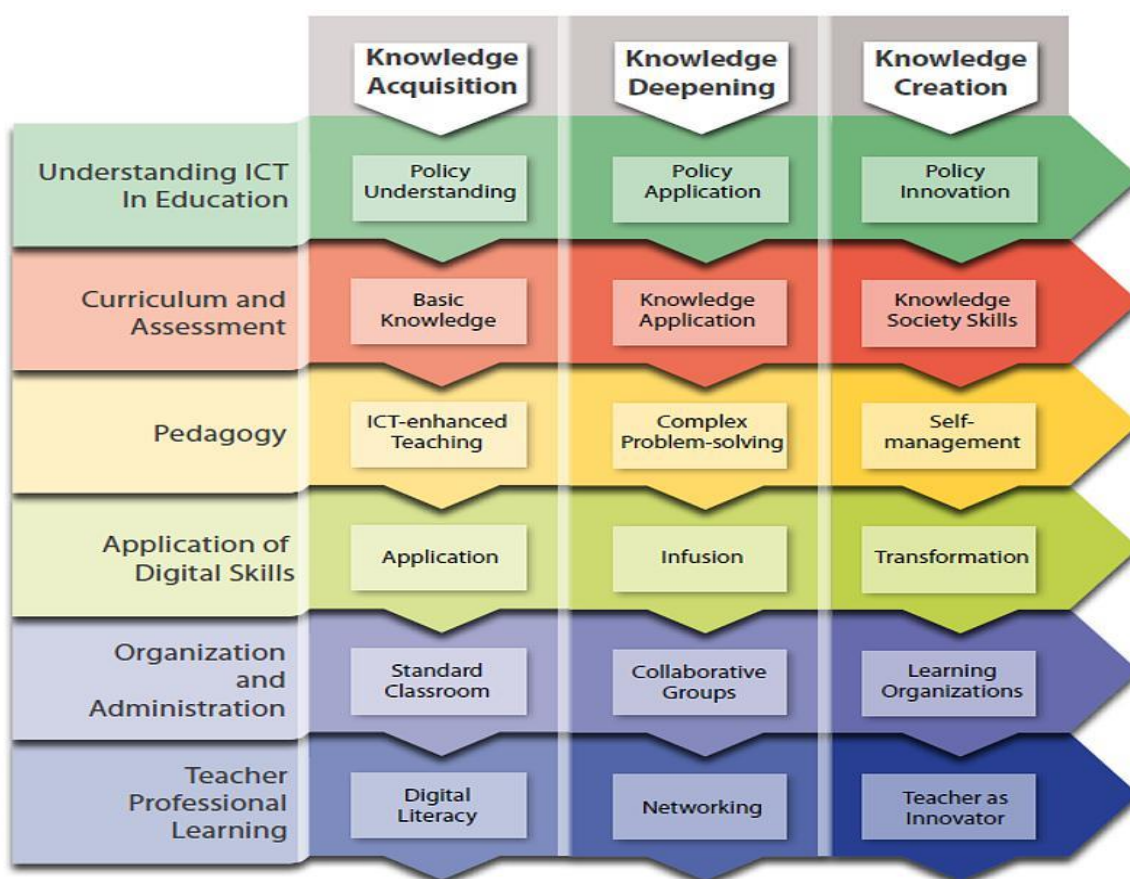 Knowledge
Acquisition
Knowledge
Deepening
Knowledge
Creation
Understanding ICT
In Education
Policy
Understanding
Policy
Application
Policy
Innovation
Curriculum and
Assessment
Basic
Knowledge
Knowledge
Application
Knowledge
Society Skills
Pedagogy
ICT-enhanced
Teaching
Complex
Problem-solving
Self-
management
Application of
Digital Skills
Application
Infusion
Transformation
Organization
and
Administration
Standard
Classroom
Collaborative
Groups
Learning
Organizations
Teacher
Professional
Learning
Digital
Literacy
Networking
Teacher as
Innovator